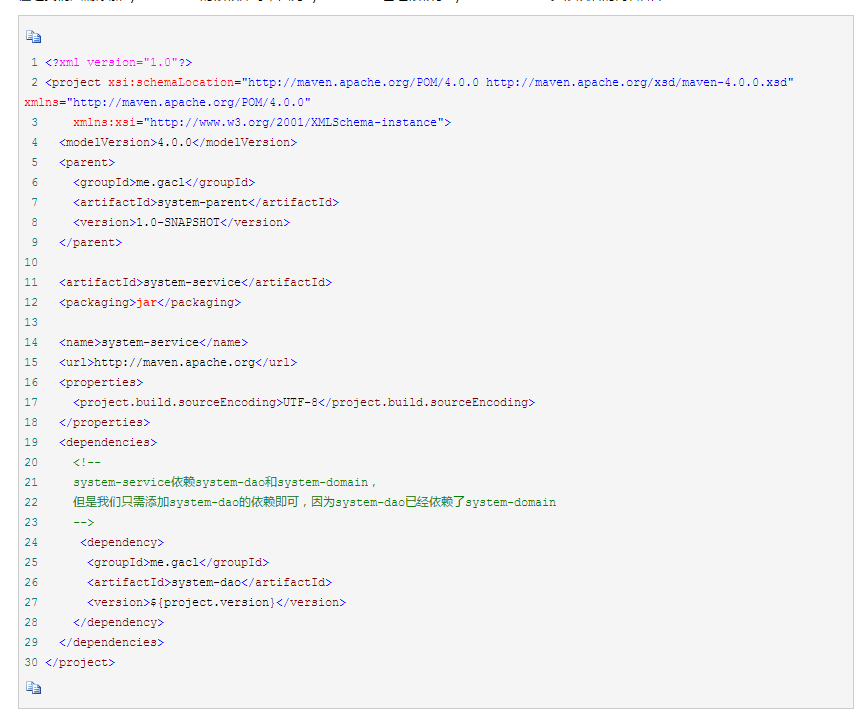 1 <?xml version="1.0"?>
2 <project xsi:schemaLocation="http://maven.apache.org/POM/4.0.0 http://maven.apache.org/xsd/maven-4.0.0.xsd"
xmlns="http://maven.apache.org/POM/4.0.0"
3     xmlns:xsi="http://www.w3.org/2001/XMLSchema-instance">
4   <modelVersion>4.0.0</modelVersion>
5   <parent>
6     <groupId>me.gacl</groupId>
7     <artifactId>system-parent</artifactId>
8     <version>1.0-SNAPSHOT</version>
9   </parent>
10
11   <artifactId>system-service</artifactId>
12   <packaging>jar</packaging>
13
14   <name>system-service</name>
15   <url>http://maven.apache.org</url>
16   <properties>
17     <project.build.sourceEncoding>UTF-8</project.build.sourceEncoding>
18   </properties>
19   <dependencies>
20     <!--
21     system-service依赖system-dao和system-domain，
22     但是我们只需添加system-dao的依赖即可，因为system-dao已经依赖了system-domain
23     -->
24      <dependency>
25       <groupId>me.gacl</groupId>
26       <artifactId>system-dao</artifactId>
27       <version>${project.version}</version>
28     </dependency>
29   </dependencies>
30 </project>